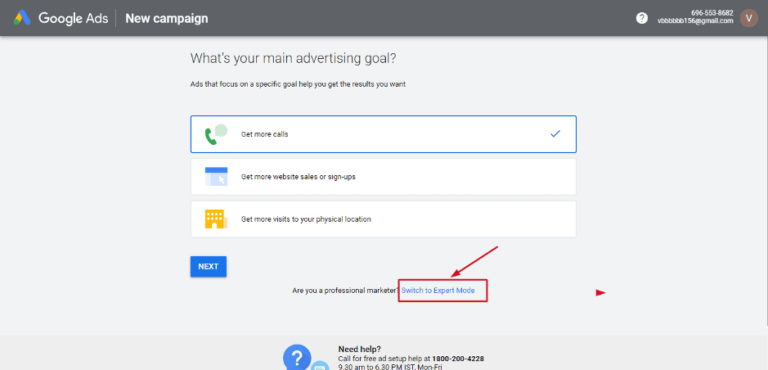 Google Ads New campaign
696-553-8682
vbbbbbb156@gmail.com
V
What's your main advertising goal?
Ads that focus on a specific goal help you get the results you want
Get more calls
Get more website sales or sign-ups
Get more visits to your physical location
NEXT
Are you a professional marketer? Switch to Expert Mode
Need help?
Call for free ad setup help at 1800-200-4228
9.30 am to 6.30 PM IST, Mon-Fri